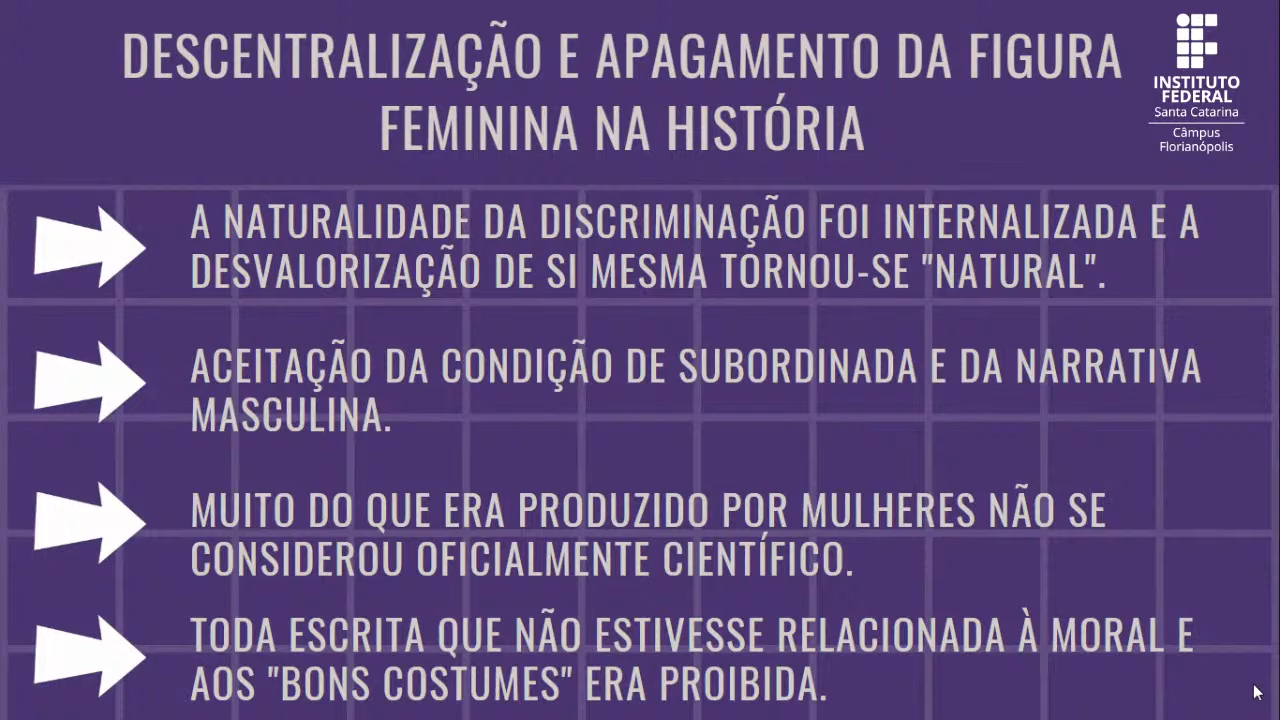 DESCENTRALIZAÇÃO E APAGAMENTO DA FIGURA
FEMININA NA HISTÓRIA
INSTITUTO
FEDERAL
Santa Catarina
Câmpus
Florianópolis
A NATURALIDADE DA DISCRIMINAÇÃO FOI INTERNALIZADA E A
DESVALORIZAÇÃO DE SI MESMA TORNOU-SE "NATURAL".
ACEITAÇÃO DA CONDIÇÃO DE SUBORDINADA E DA NARRATIVA
MASCULINA.
MUITO DO QUE ERA PRODUZIDO POR MULHERES NÃO SE
CONSIDEROU OFICIALMENTE CIENTÍFICO.
TODA ESCRITA QUE NÃO ESTIVESSE RELACIONADA À MORAL E
AOS "BONS COSTUMES" ERA PROIBIDA.